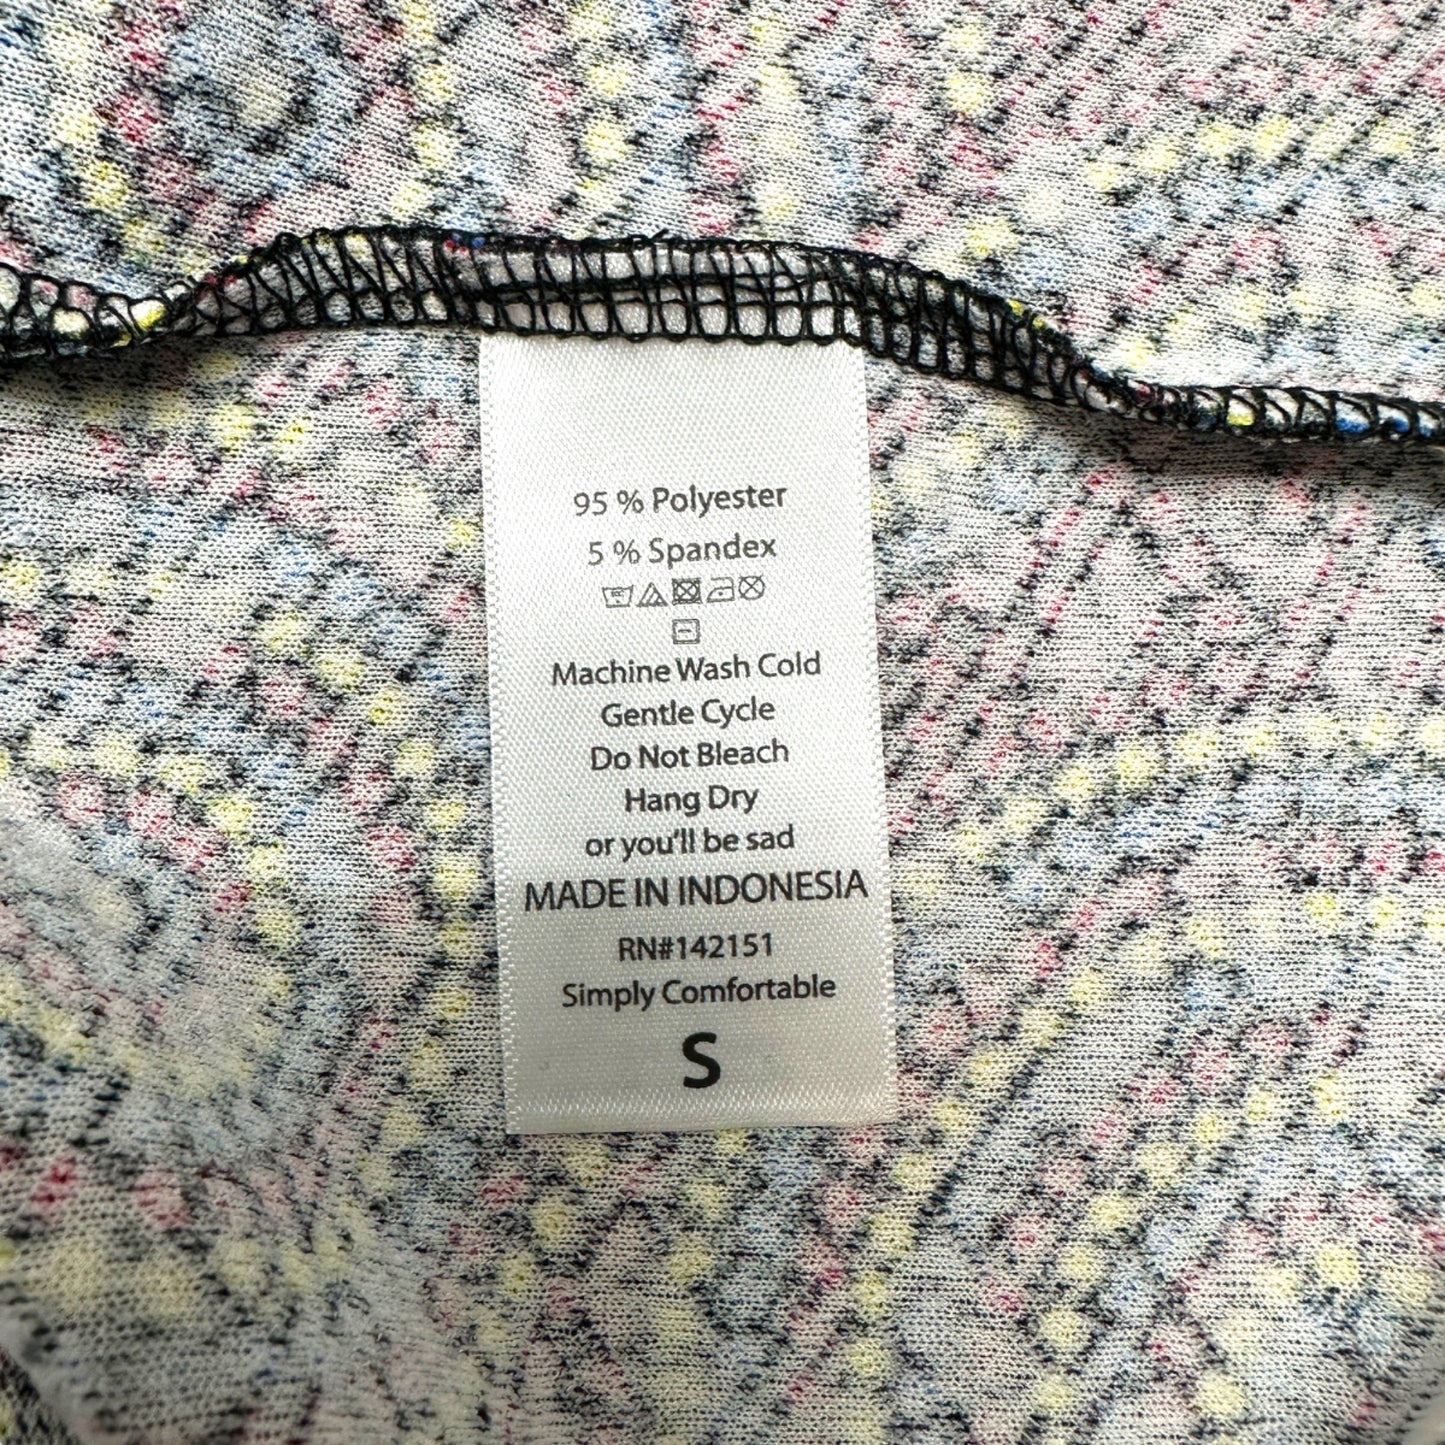 95 % Polyester
5 % Spandex
Machine Wash Cold
Gentle Cycle
Do Not Bleach
Hang Dry
or you'll be sad
MADE IN INDONESIA
RN#142151
Simply Comfortable
S